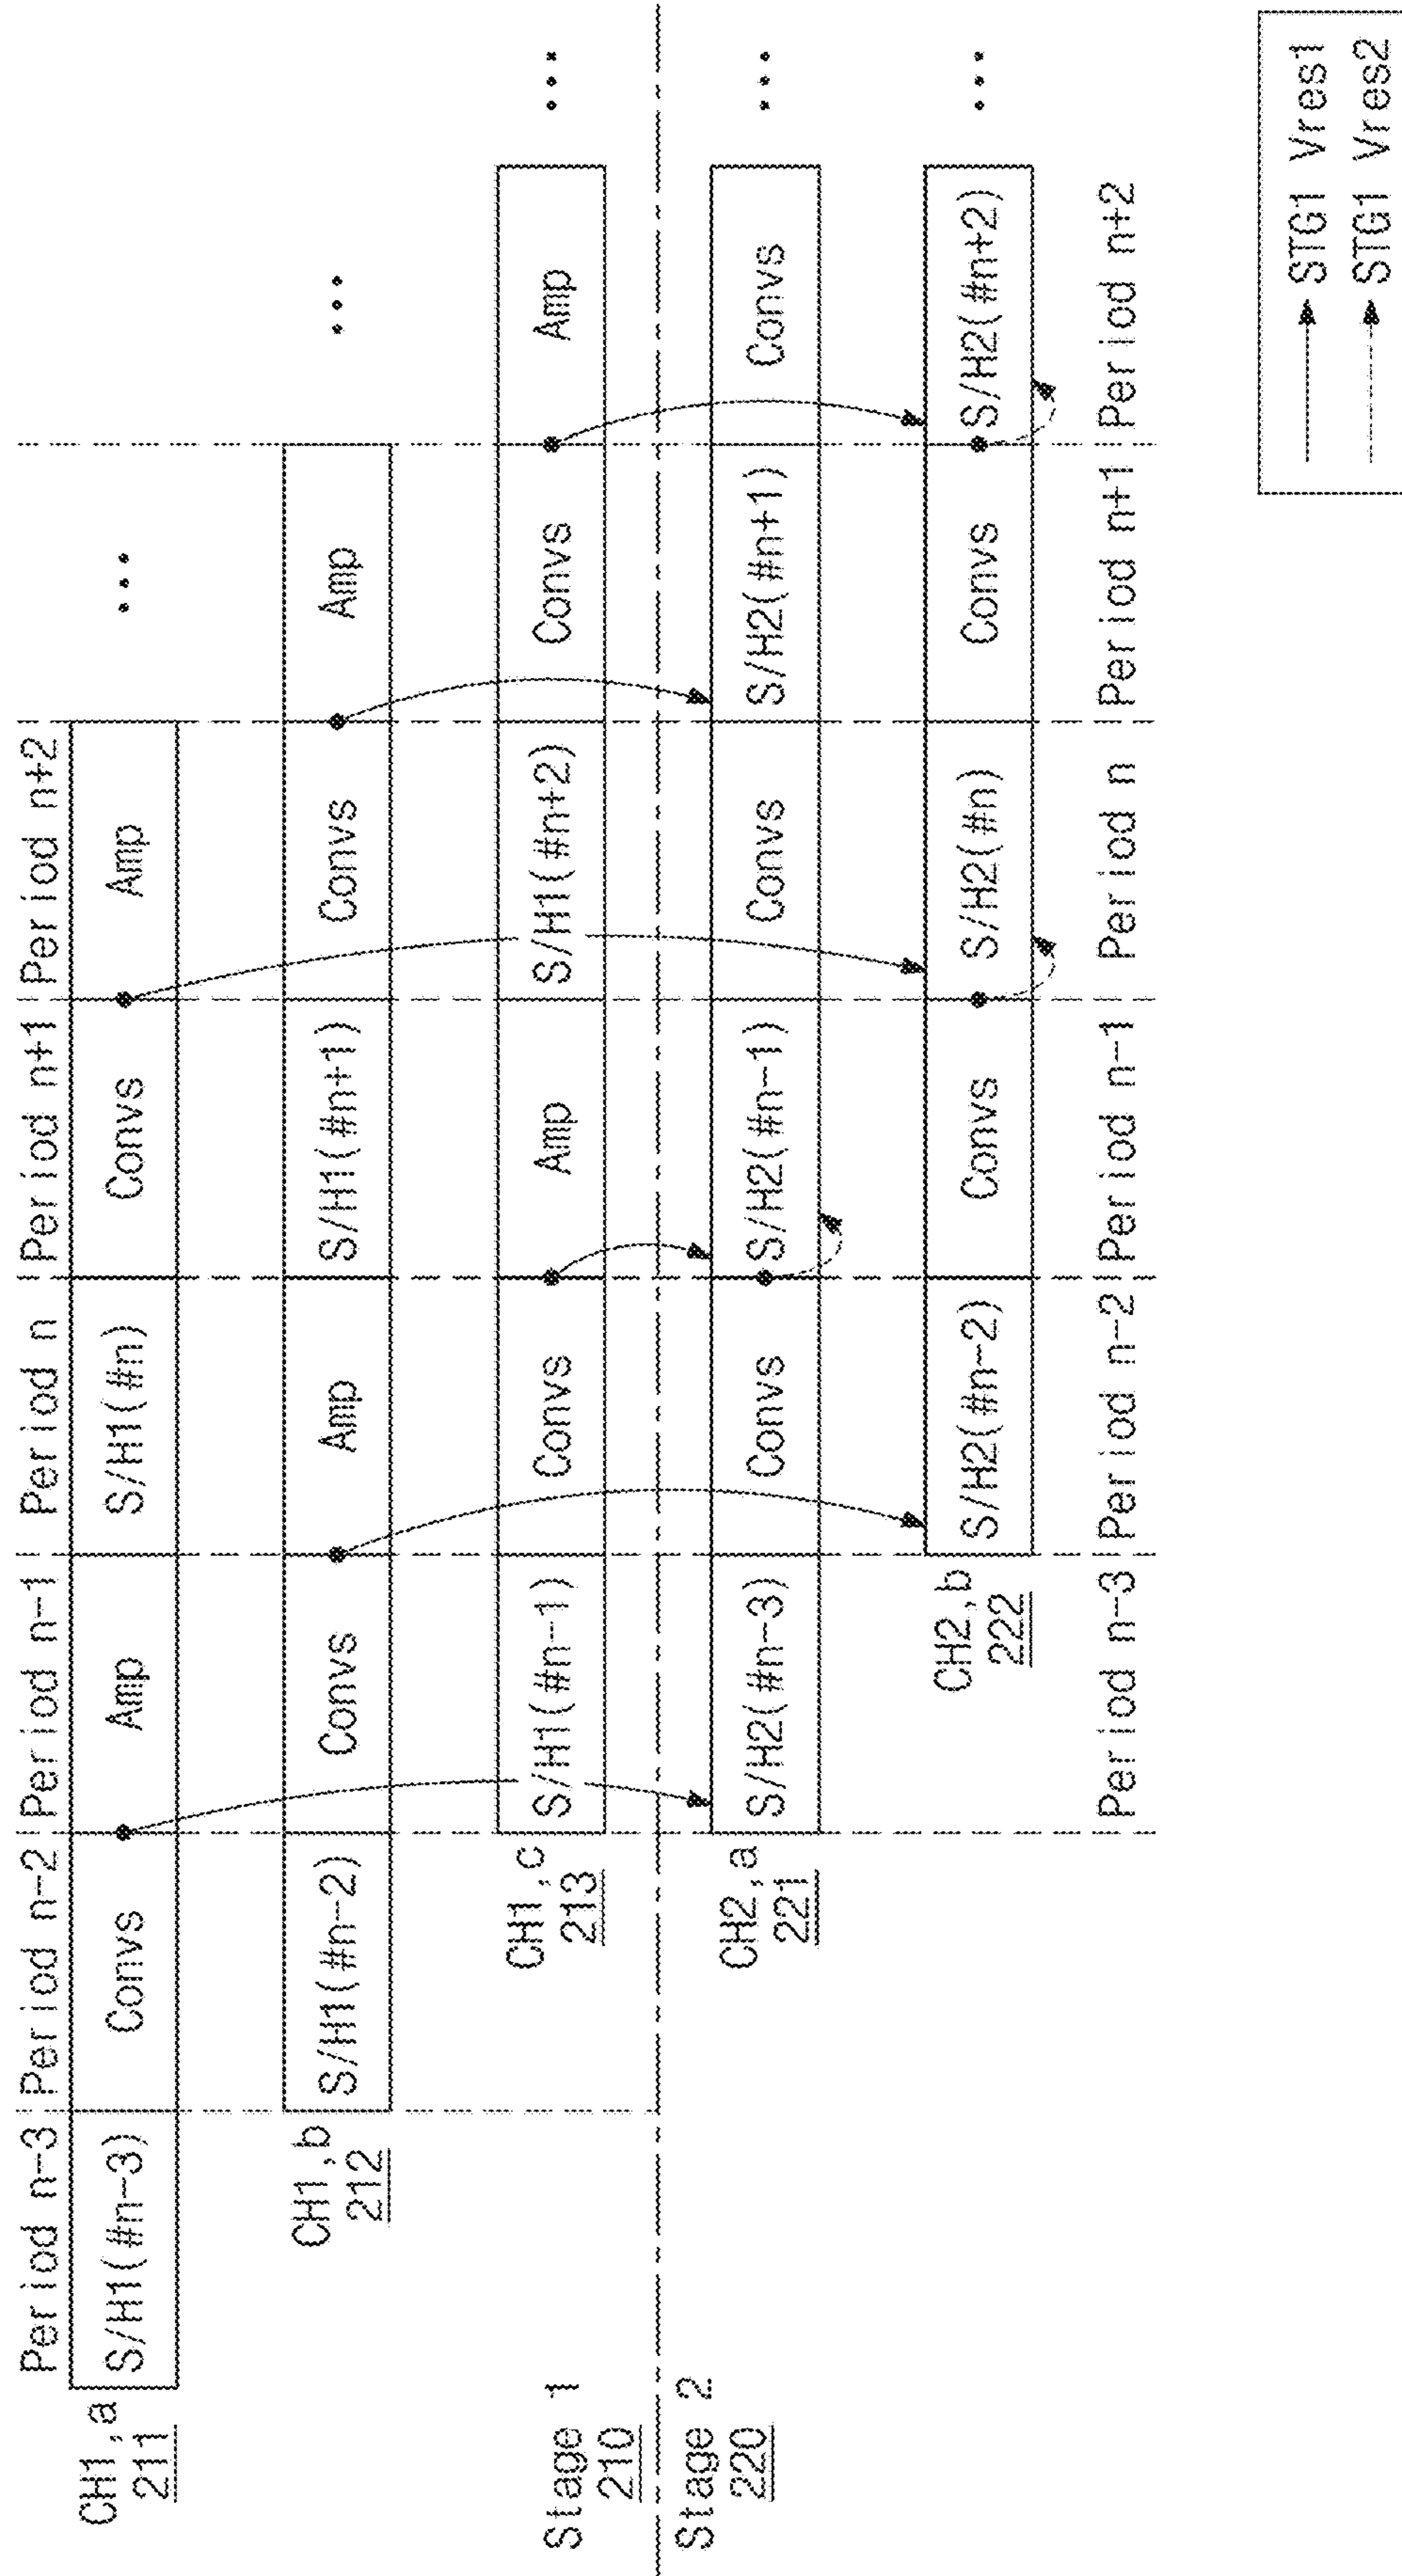 Period n-3 Period n-2 Period n-1 Period n Period n+1 Period n+2
CH1,a
211
S/H1(#n-3) Convs Amp S/H1(#n) Convs Amp ...
CH1,b
212
S/H1(#n-2) Convs Amp S/H1(#n+1) Convs Amp ...
Stage 1
210
CH1,c
213
S/H1(#n-1) Convs Amp S/H1(#n+2) Convs Amp ...
Stage 2
220
CH2,a
221
S/H2(#n-3) Convs S/H2(#n-1) Convs S/H2(#n+1) Convs ...
CH2,b
222
S/H2(#n-2) Convs S/H2(#n) Convs S/H2(#n+2) ...
Period n-3 Period n-2 Period n-1 Period n Period n+1 Period n+2
STG1 Vres1
STG1 Vres2